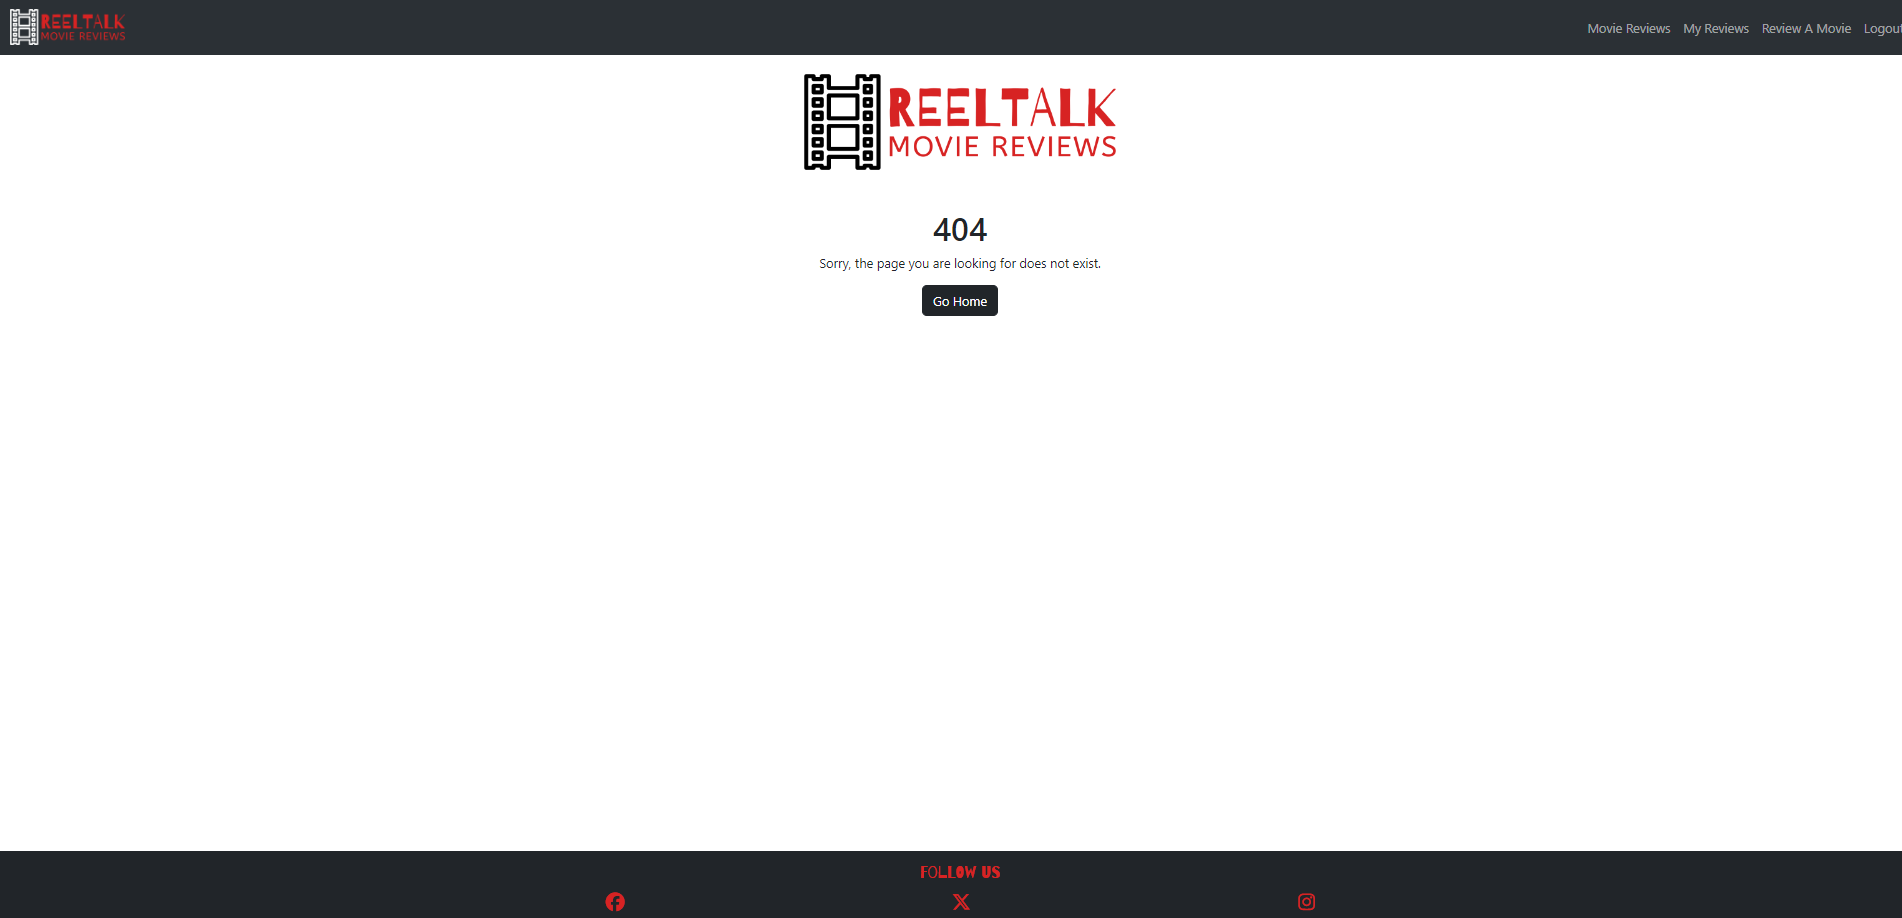 REELTALK
MOVIE REVIEWS
Movie Reviews My Reviews Review A Movie Logout
REELTALK
MOVIE REVIEWS
404
Sorry, the page you are looking for does not exist.
Go Home
FOLLOW US